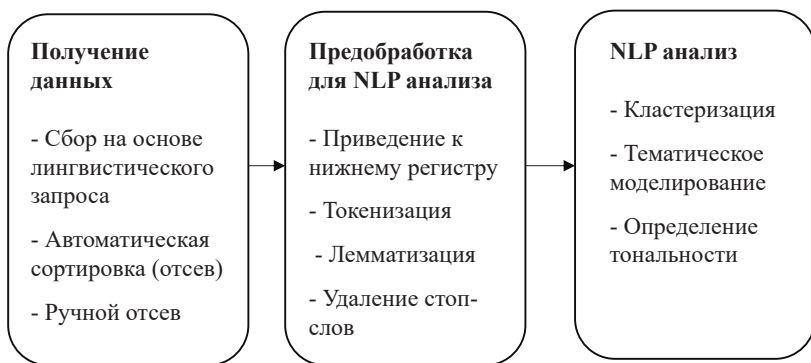 Получение
данных
- Сбор на основе
лингвистического
запроса
- Автоматическая
сортировка (отсев)
- Ручной отсев
Предобработка
для NLP анализа
- Приведение к
нижнему регистру
- Токенизация
- Лемматизация
- Удаление стоп-
слов
NLP анализ
- Кластеризация
- Тематическое
моделирование
- Определение
тональности